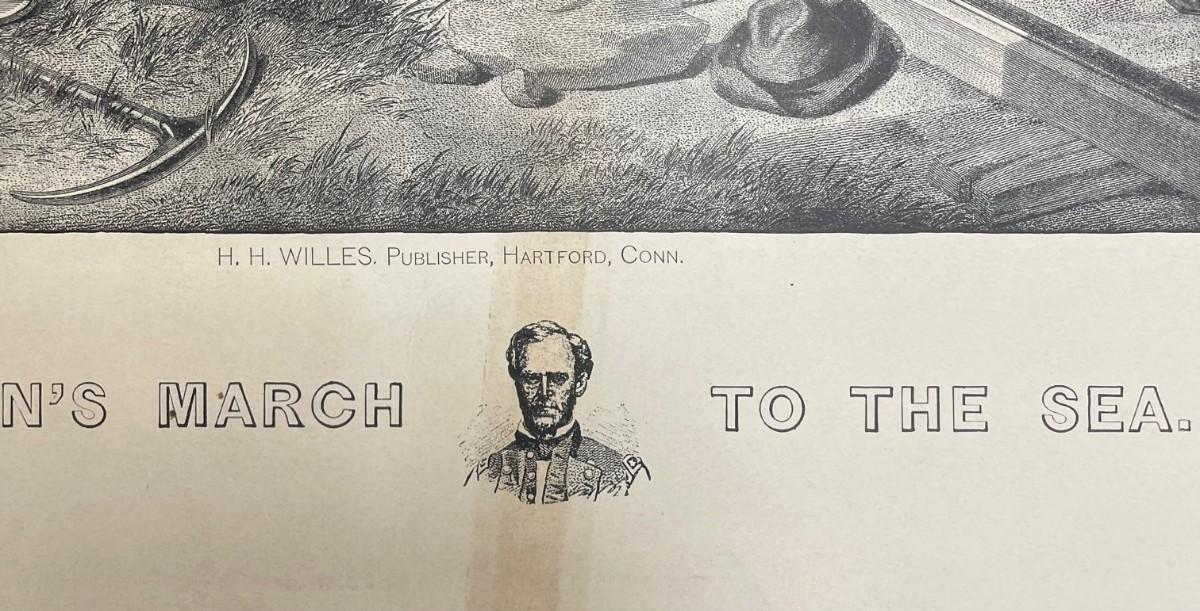 H. H. WILLES. PUBLISHER, HARTFORD, CONN.
N'S MARCH TO THE SEA.